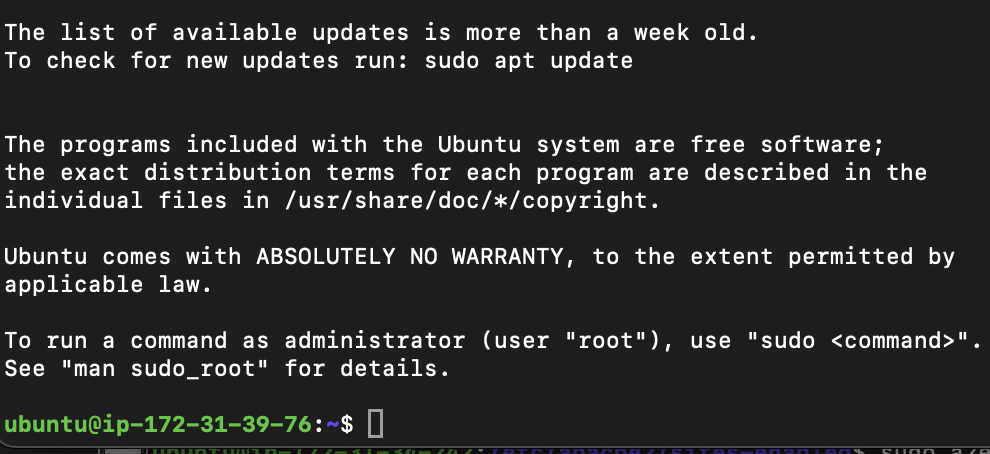 The list of available updates is more than a week old.
To check for new updates run: sudo apt update
The programs included with the Ubuntu system are free software;
the exact distribution terms for each program are described in the
individual files in /usr/share/doc/*/copyright.
Ubuntu comes with ABSOLUTELY NO WARRANTY, to the extent permitted by
applicable law.
To run a command as administrator (user "root"), use "sudo <command>".
See "man sudo_root" for details.
ubuntu@ip-172-31-39-76:~$